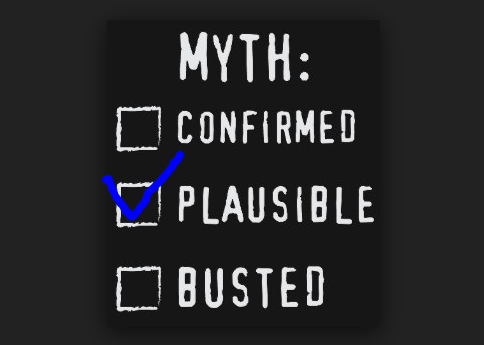 MYTH:
CONFIRMED
PLAUSIBLE
BUSTED